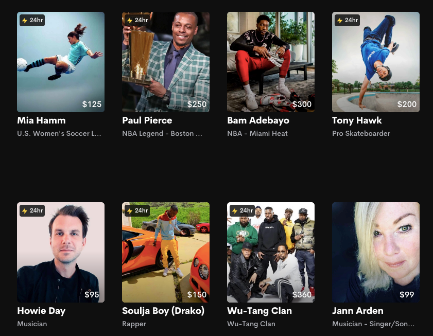 24hr
$125
Mia Hamm
U.S. Women's Soccer L...
$250
Paul Pierce
NBA Legend - Boston ...
$300
Bam Adebayo
NBA - Miami Heat
24hr
$200
Tony Hawk
Pro Skateboarder
24hr
$95
Howie Day
Musician
24hr
$150
Soulja Boy (Drako)
Rapper
24hr
$360
Wu-Tang Clan
Wu-Tang Clan
$99
Jann Arden
Musician - Singer/Son...